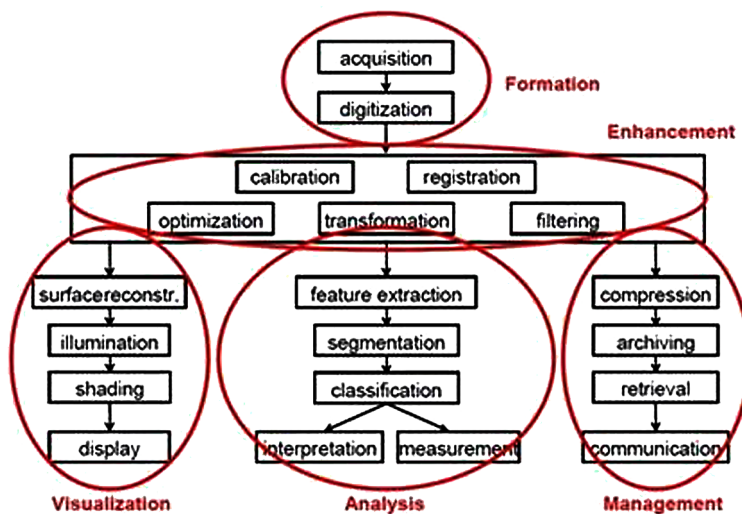 acquisition
Formation
digitization
Enhancement
calibration registration
optimization transformation filtering
surfacereconstr. feature extraction compression
illumination segmentation archiving
shading classification retrieval
display interpretation measurement communication
Visualization Analysis Management